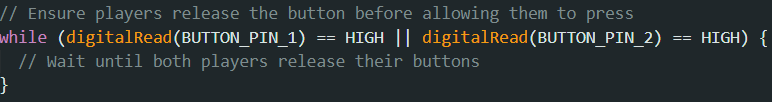 // Ensure players release the button before allowing them to press
while (digitalRead(BUTTON_PIN_1) == HIGH || digitalRead(BUTTON_PIN_2) == HIGH) {
  // Wait until both players release their buttons
}